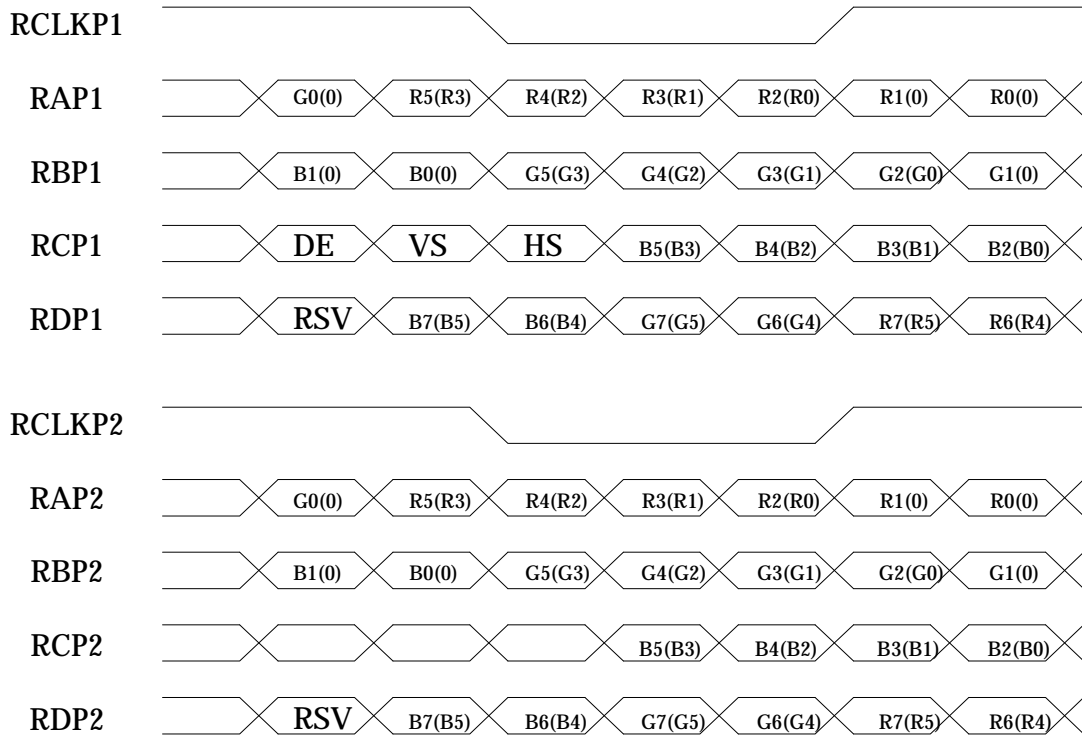 RCLKP1
RAP1 G0(0) R5(R3) R4(R2) R3(R1) R2(R0) R1(0) R0(0)
RBP1 B1(0) B0(0) G5(G3) G4(G2) G3(G1) G2(G0) G1(0)
RCP1 DE VS HS B5(B3) B4(B2) B3(B1) B2(B0)
RDP1 RSV B7(B5) B6(B4) G7(G5) G6(G4) R7(R5) R6(R4)
RCLKP2
RAP2 G0(0) R5(R3) R4(R2) R3(R1) R2(R0) R1(0) R0(0)
RBP2 B1(0) B0(0) G5(G3) G4(G2) G3(G1) G2(G0) G1(0)
RCP2 B5(B3) B4(B2) B3(B1) B2(B0)
RDP2 RSV B7(B5) B6(B4) G7(G5) G6(G4) R7(R5) R6(R4)